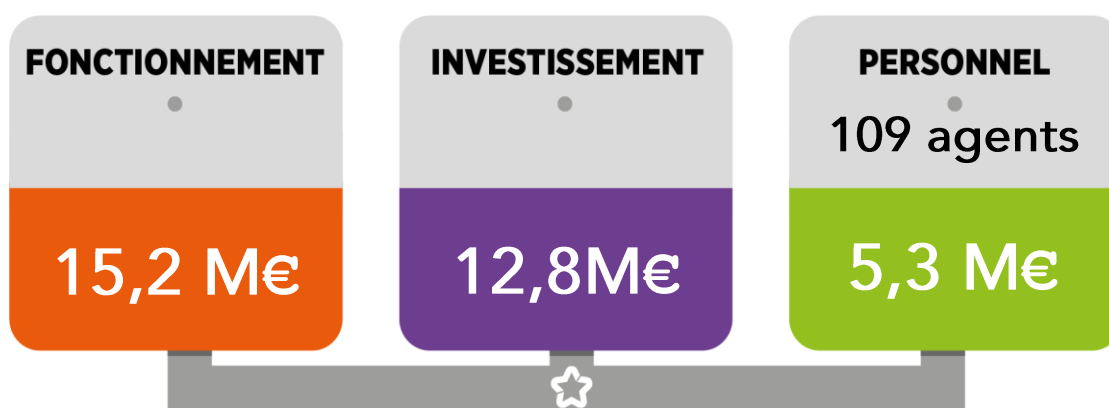 FONCTIONNEMENT
15,2 M€
INVESTISSEMENT
12,8M€
PERSONNEL
109 agents
5,3 M€